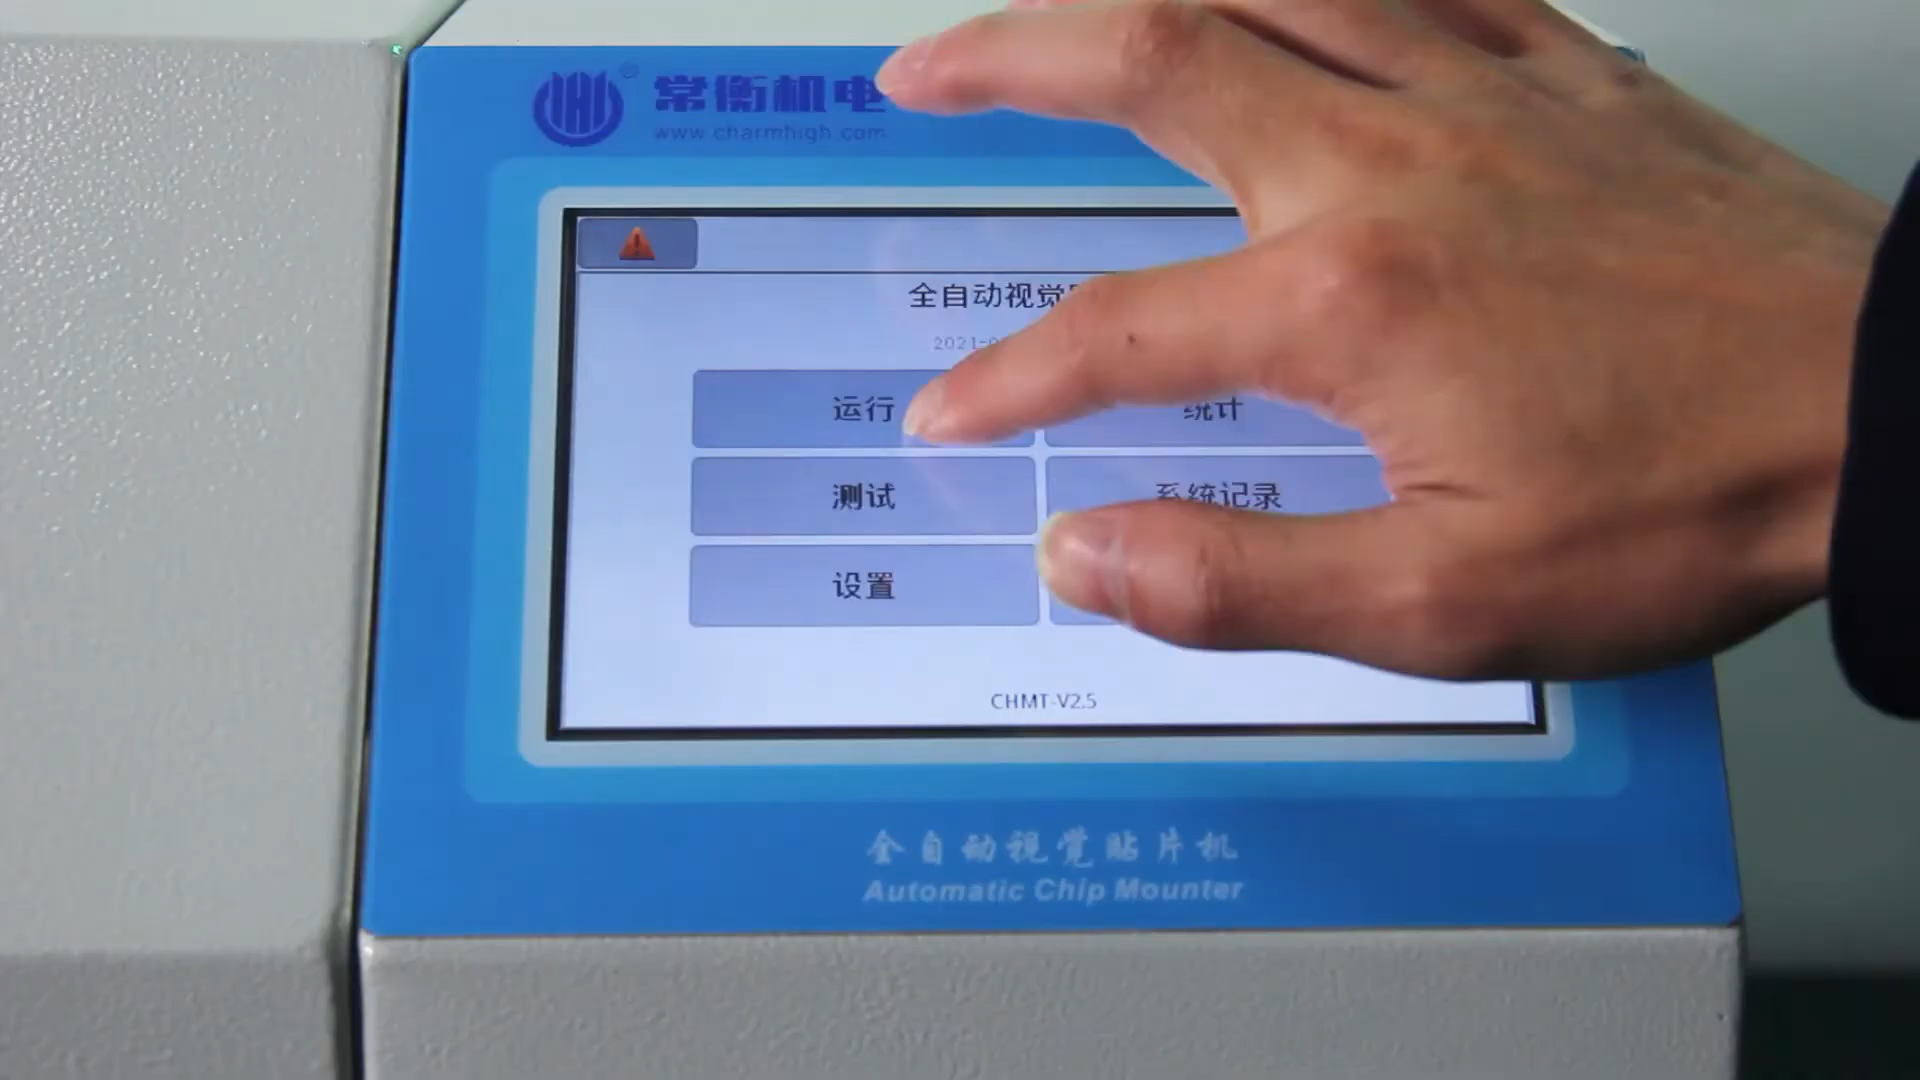 常衡机电
www.charmhigh.com
全自动视觉
2021-0
运行
统计
测试
系统记录
设置
CHMT-V2.5
全自动视觉贴片机
Automatic Chip Mounter